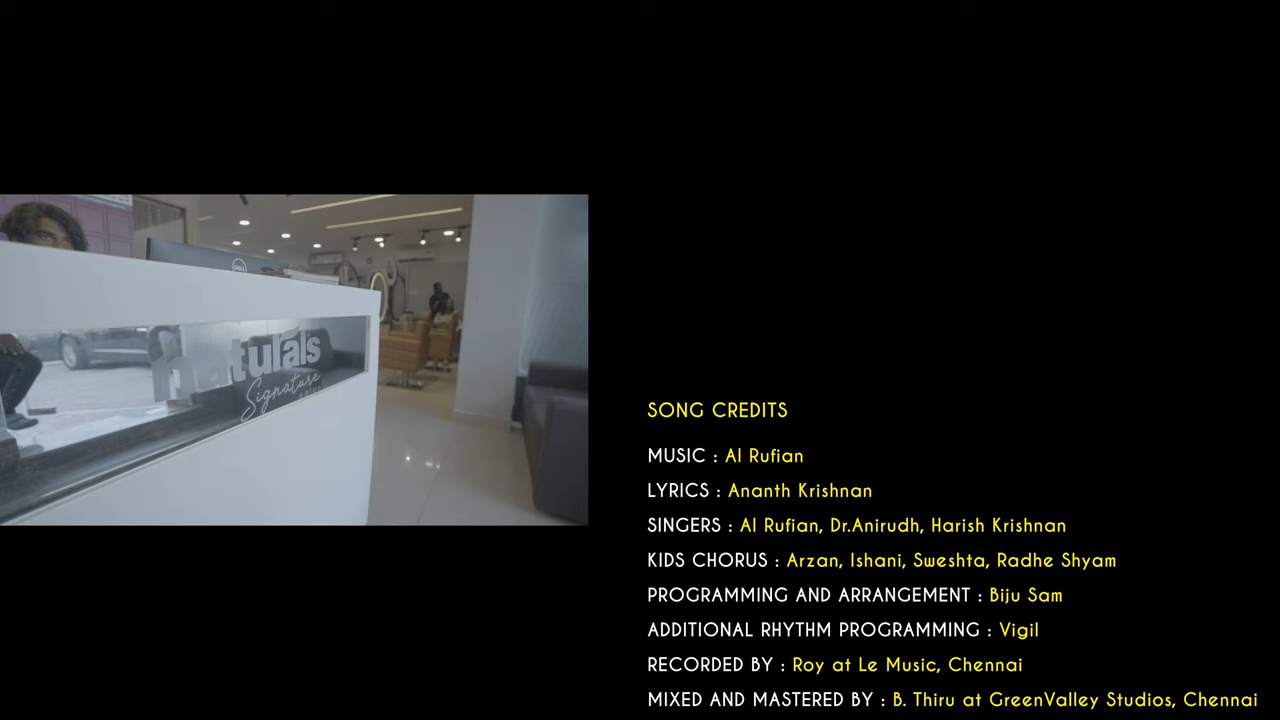 DELL
naturals
Signature
salon
SONG CREDITS
MUSIC : Al Rufian
LYRICS : Ananth Krishnan
SINGERS : Al Rufian, Dr.Anirudh, Harish Krishnan
KIDS CHORUS : Arzan, Ishani, Sweshta, Radhe Shyam
PROGRAMMING AND ARRANGEMENT : Biju Sam
ADDITIONAL RHYTHM PROGRAMMING : Vigil
RECORDED BY : Roy at Le Music, Chennai
MIXED AND MASTERED BY : B. Thiru at GreenValley Studios, Chennai